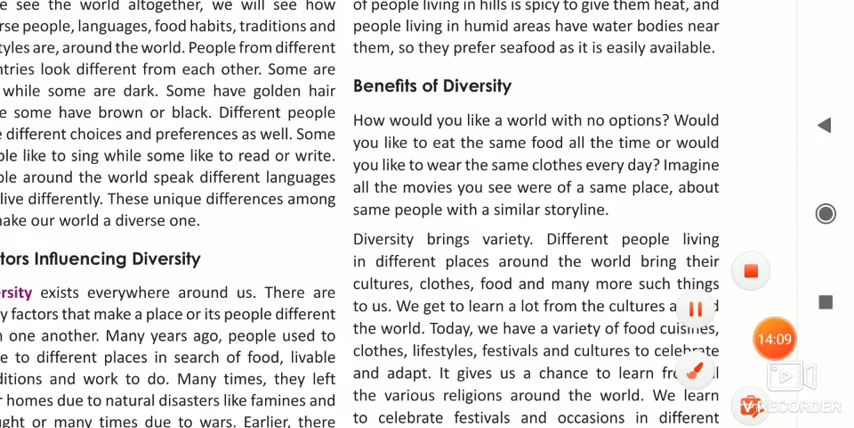 e see the world altogether, we will see how
rse people, languages, food habits, traditions and
tyles are, around the world. People from different
ntries look different from each other. Some are
while some are dark. Some have golden hair
e some have brown or black. Different people
e different choices and preferences as well. Some
ple like to sing while some like to read or write.
ple around the world speak different languages
live differently. These unique differences among
make our world a diverse one.
tors Influencing Diversity
ersity exists everywhere around us. There are
y factors that make a place or its people different
n one another. Many years ago, people used to
e to different places in search of food, livable
ditions and work to do. Many times, they left
r homes due to natural disasters like famines and
ught or many times due to wars. Earlier, there
of people living in hills is spicy to give them heat, and
people living in humid areas have water bodies near
them, so they prefer seafood as it is easily available.
Benefits of Diversity
How would you like a world with no options? Would
you like to eat the same food all the time or would
you like to wear the same clothes every day? Imagine
all the movies you see were of a same place, about
same people with a similar storyline.
Diversity brings variety. Different people living
in different places around the world bring their
cultures, clothes, food and many more such things
to us. We get to learn a lot from the cultures
the world. Today, we have a variety of food cuisines,
clothes, lifestyles, festivals and cultures to celebrate
and adapt. It gives us a chance to learn
the various religions around the world. We learn
to celebrate festivals and occasions in different
14:09
RECORDER